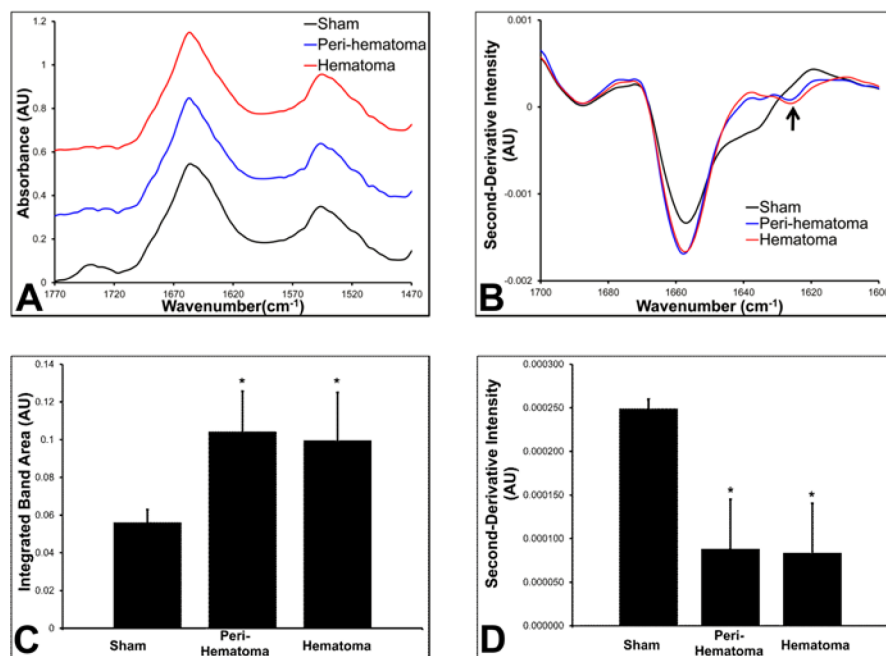 1.2
1
0.8
0.6
0.4
0.2
0
Absorbance (AU)
Sham
Peri-hematoma
Hematoma
1770
1720
1670
1620
1570
1520
1470
Wavenumber(cm-1)
A
0.001
0
-0.001
-0.002
Second-Derivative Intensity
(AU)
Sham
Peri-hematoma
Hematoma
1700
1680
1660
1640
1620
1600
Wavenumber (cm-1)
B
0.14
0.12
0.1
0.08
0.06
0.04
0.02
0
Integrated Band Area (AU)
*
*
Sham
Peri-
Hematoma
Hematoma
C
0.000300
0.000250
0.000200
0.000150
0.000100
0.000050
0.000000
Second-Derivative Intensity
(AU)
*
*
Sham
Peri-
Hematoma
Hematoma
D